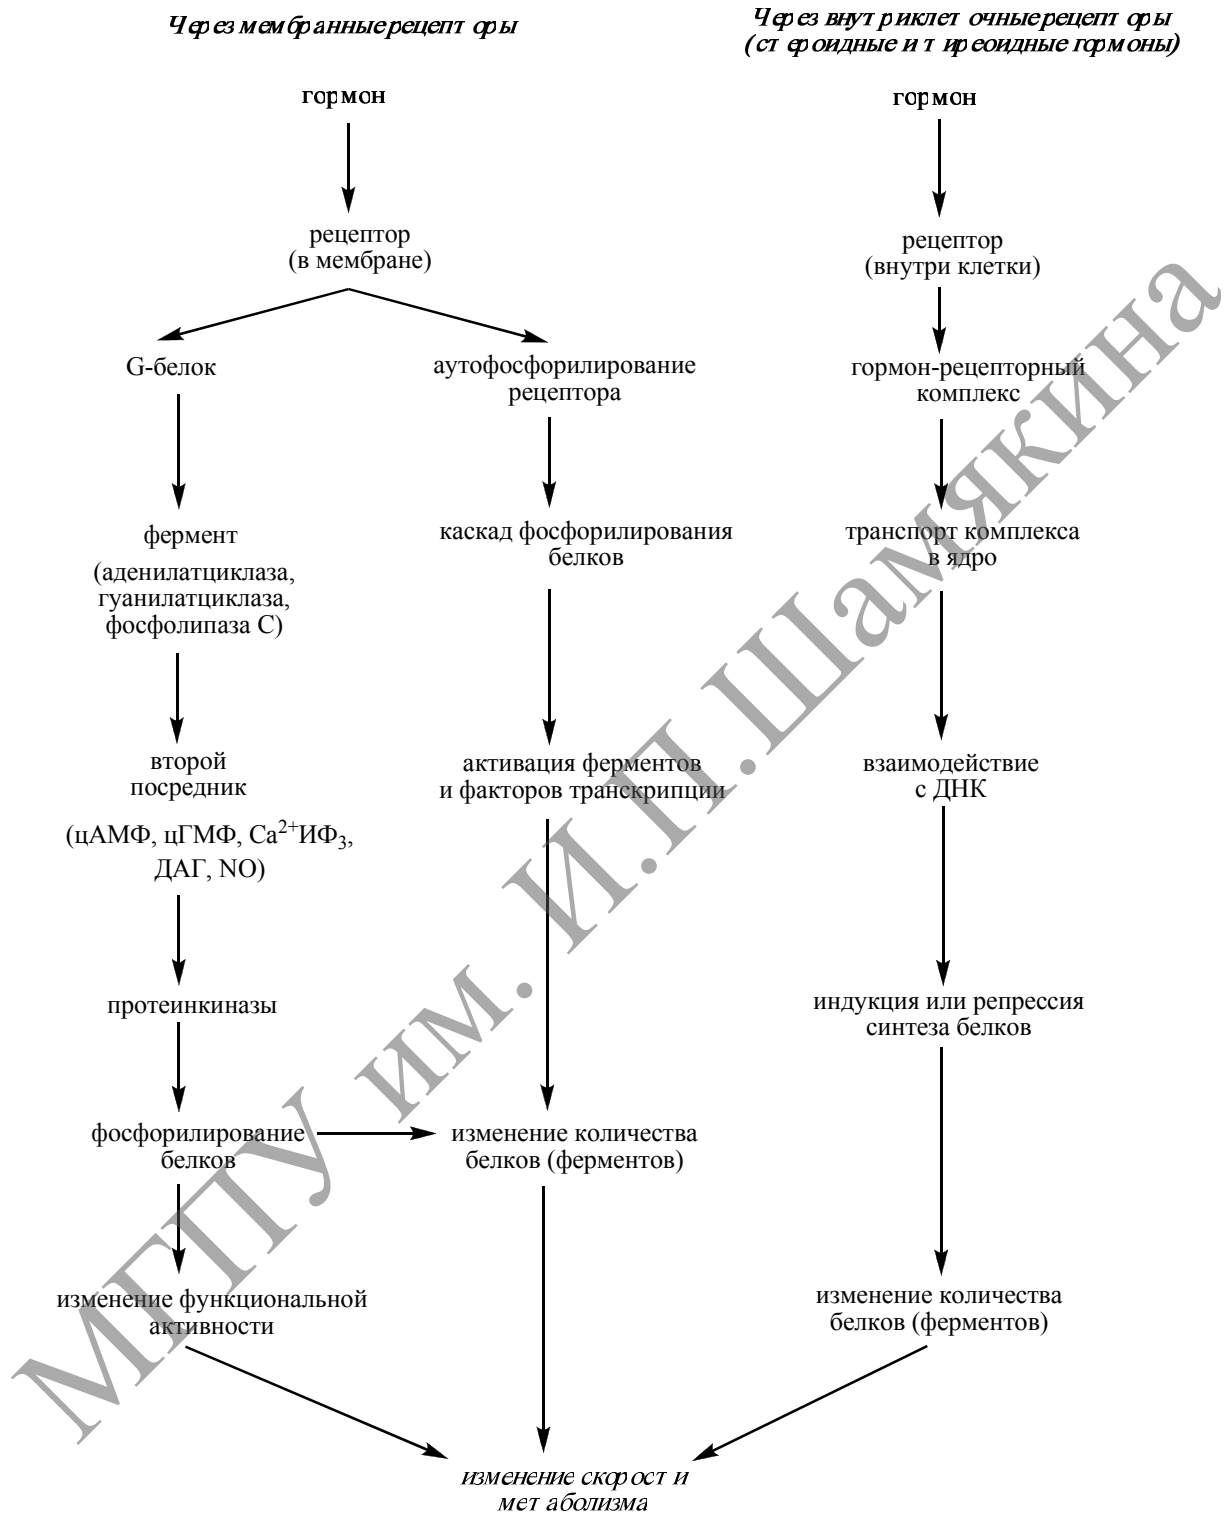 Через мембранные рецепторы
гормон
рецептор
(в мембране)
G-белок
фермент
(аденилатциклаза,
гуанилатциклаза,
фосфолипаза С)
второй
посредник
(цАМФ, цГМФ, Ca²⁺ИФ₃,
ДАГ, NO)
протеинкиназы
фосфорилирование
белков
изменение функциональной
активности
аутофосфорилирование
рецептора
каскад фосфорилирования
белков
активация ферментов
и факторов транскрипции
изменение количества
белков (ферментов)
Через внутриклеточные рецепторы
(стероидные и тиреоидные гормоны)
гормон
рецептор
(внутри клетки)
гормон-рецепторный
комплекс
транспорт комплекса
в ядро
взаимодействие
с ДНК
индукция или репрессия
синтеза белков
изменение количества
белков (ферментов)
изменение скорости
метаболизма
МГПУ им. И.П.Шамякина